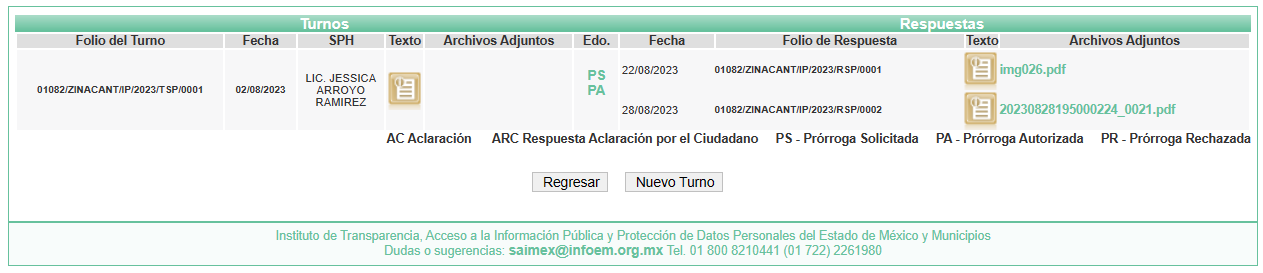 Turnos Respuestas
Folio del Turno Fecha SPH Texto Archivos Adjuntos Edo. Fecha Folio de Respuesta Texto Archivos Adjuntos
01082/ZINACANT/IP/2023/TSP/0001 02/08/2023 LIC. JESSICA ARROYO RAMIREZ PS PA
22/08/2023 01082/ZINACANT/IP/2023/RSP/0001 img026.pdf
28/08/2023 01082/ZINACANT/IP/2023/RSP/0002 20230828195000224_0021.pdf
AC Aclaración ARC Respuesta Aclaración por el Ciudadano PS - Prórroga Solicitada PA - Prórroga Autorizada PR - Prórroga Rechazada
Regresar Nuevo Turno
Instituto de Transparencia, Acceso a la Información Pública y Protección de Datos Personales del Estado de México y Municipios
Dudas o sugerencias: saimex@infoem.org.mx Tel. 01 800 8210441 (01 722) 2261980